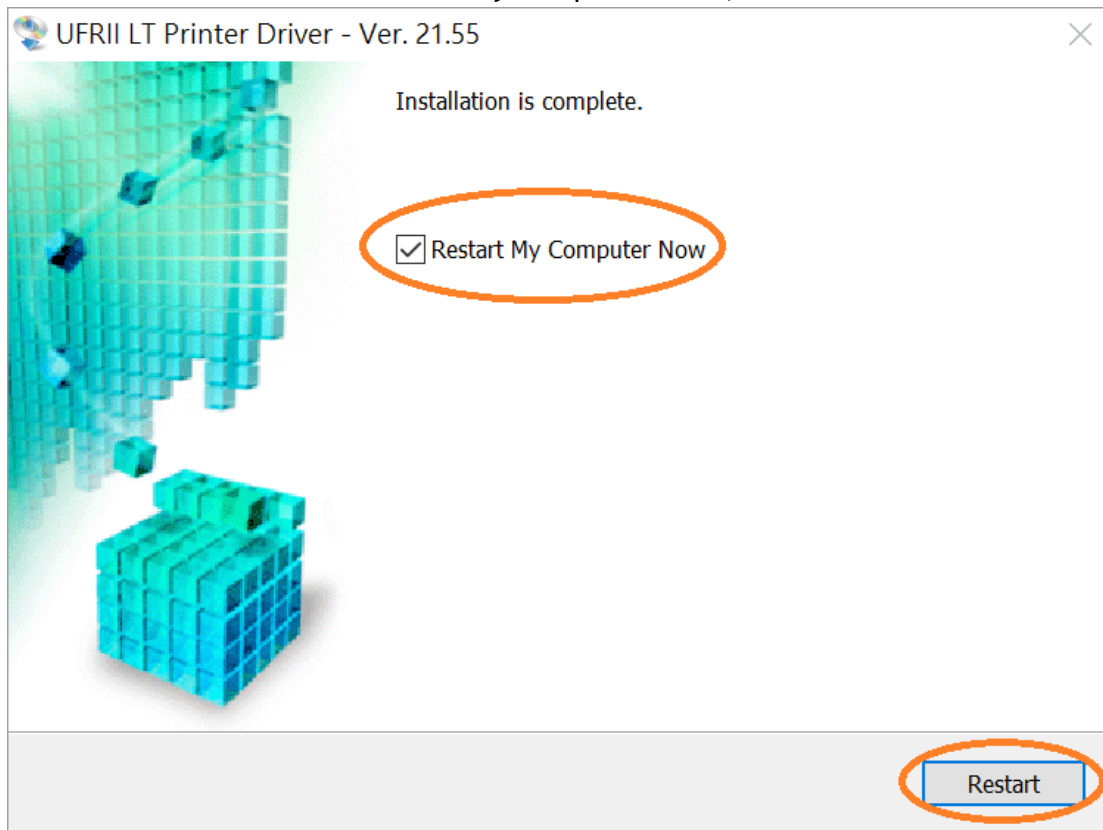 UFRII LT Printer Driver - Ver. 21.55
Installation is complete.
Restart My Computer Now
Restart